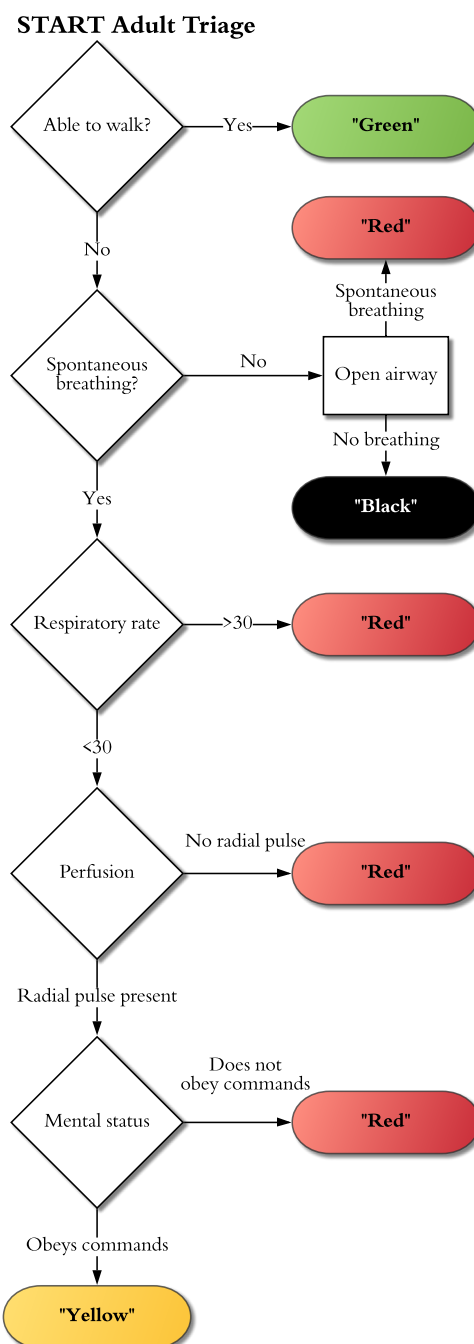 START Adult Triage
Able to walk?
Yes
"Green"
No
"Red"
Spontaneous
breathing
Spontaneous
breathing?
No
Open airway
No breathing
"Black"
Yes
Respiratory rate
>30
"Red"
<30
No radial pulse
Perfusion
"Red"
Radial pulse present
Does not
obey commands
Mental status
"Red"
Obeys commands
"Yellow"